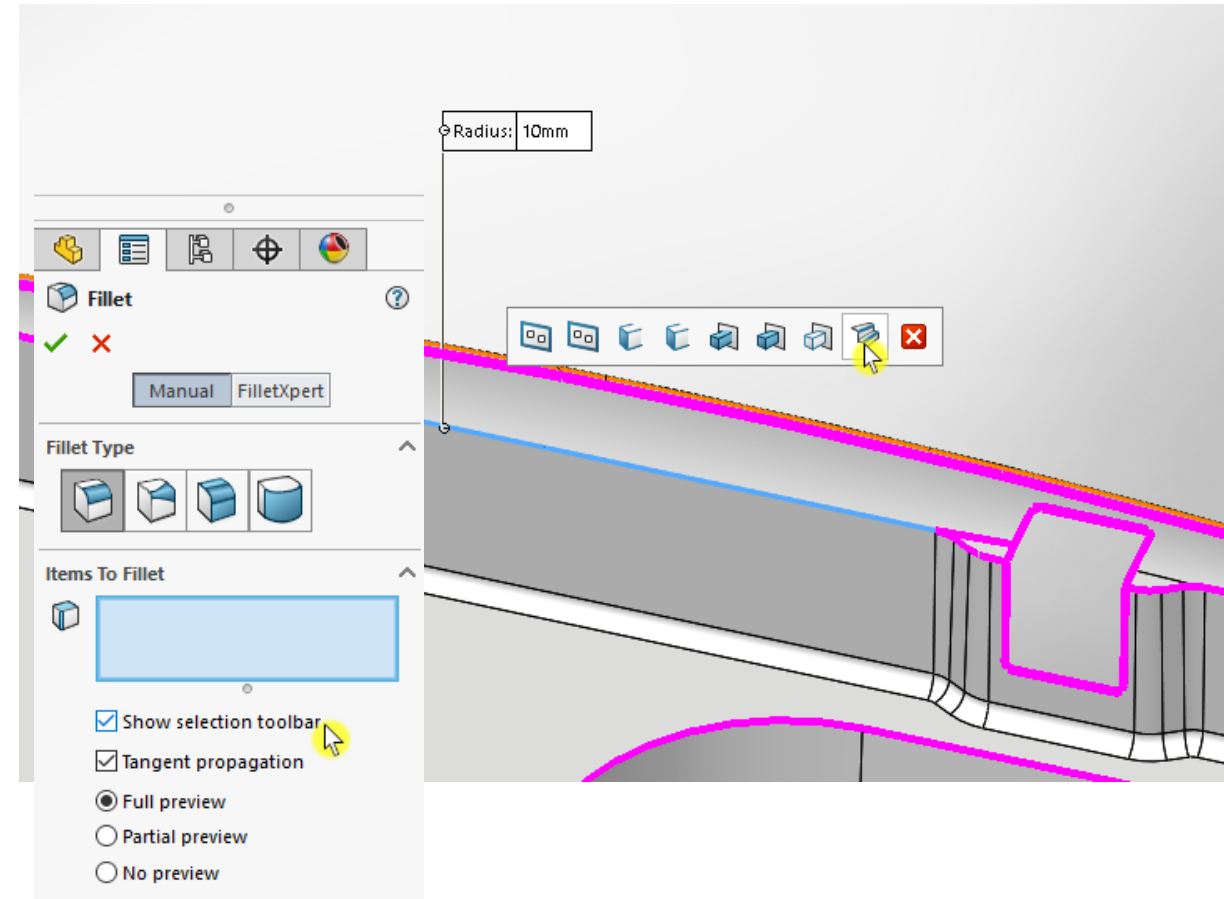 Radius: 10mm
Fillet
Manual FilletXpert
Fillet Type
Items To Fillet
Show selection toolbar
Tangent propagation
Full preview
Partial preview
No preview